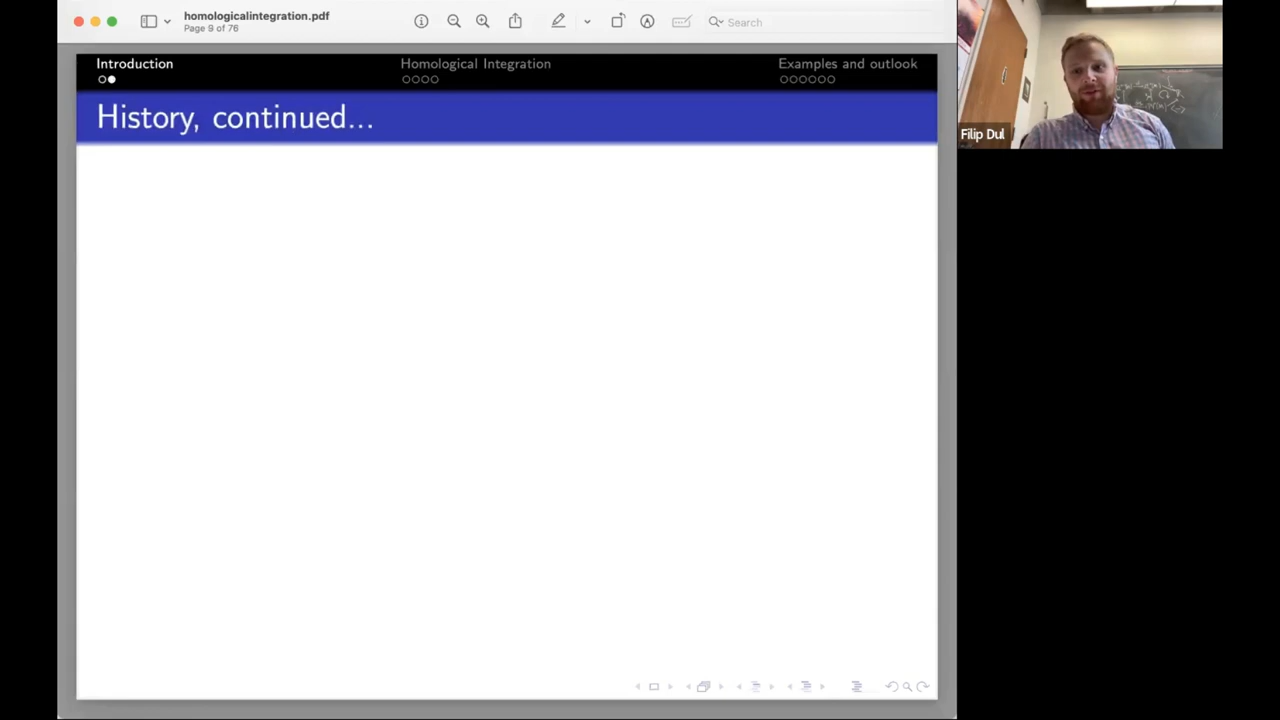 homologicalintegration.pdf
Page 9 of 76
Search
Introduction
Homological Integration
Examples and outlook
History, continued...
Filip Dul